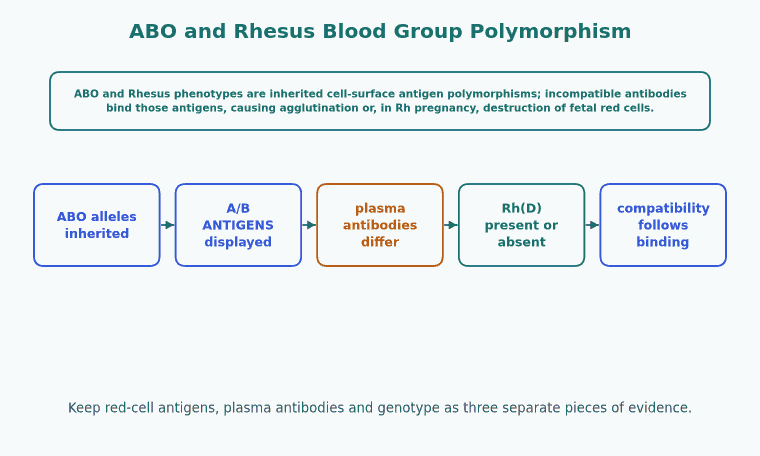 ABO and Rhesus Blood Group Polymorphism
ABO and Rhesus phenotypes are inherited cell-surface antigen polymorphisms; incompatible antibodies
bind those antigens, causing agglutination or, in Rh pregnancy, destruction of fetal red cells.
ABO alleles
inherited
A/B
ANTIGENS
displayed
plasma
antibodies
differ
Rh(D)
present or
absent
compatibility
follows
binding
Keep red-cell antigens, plasma antibodies and genotype as three separate pieces of evidence.